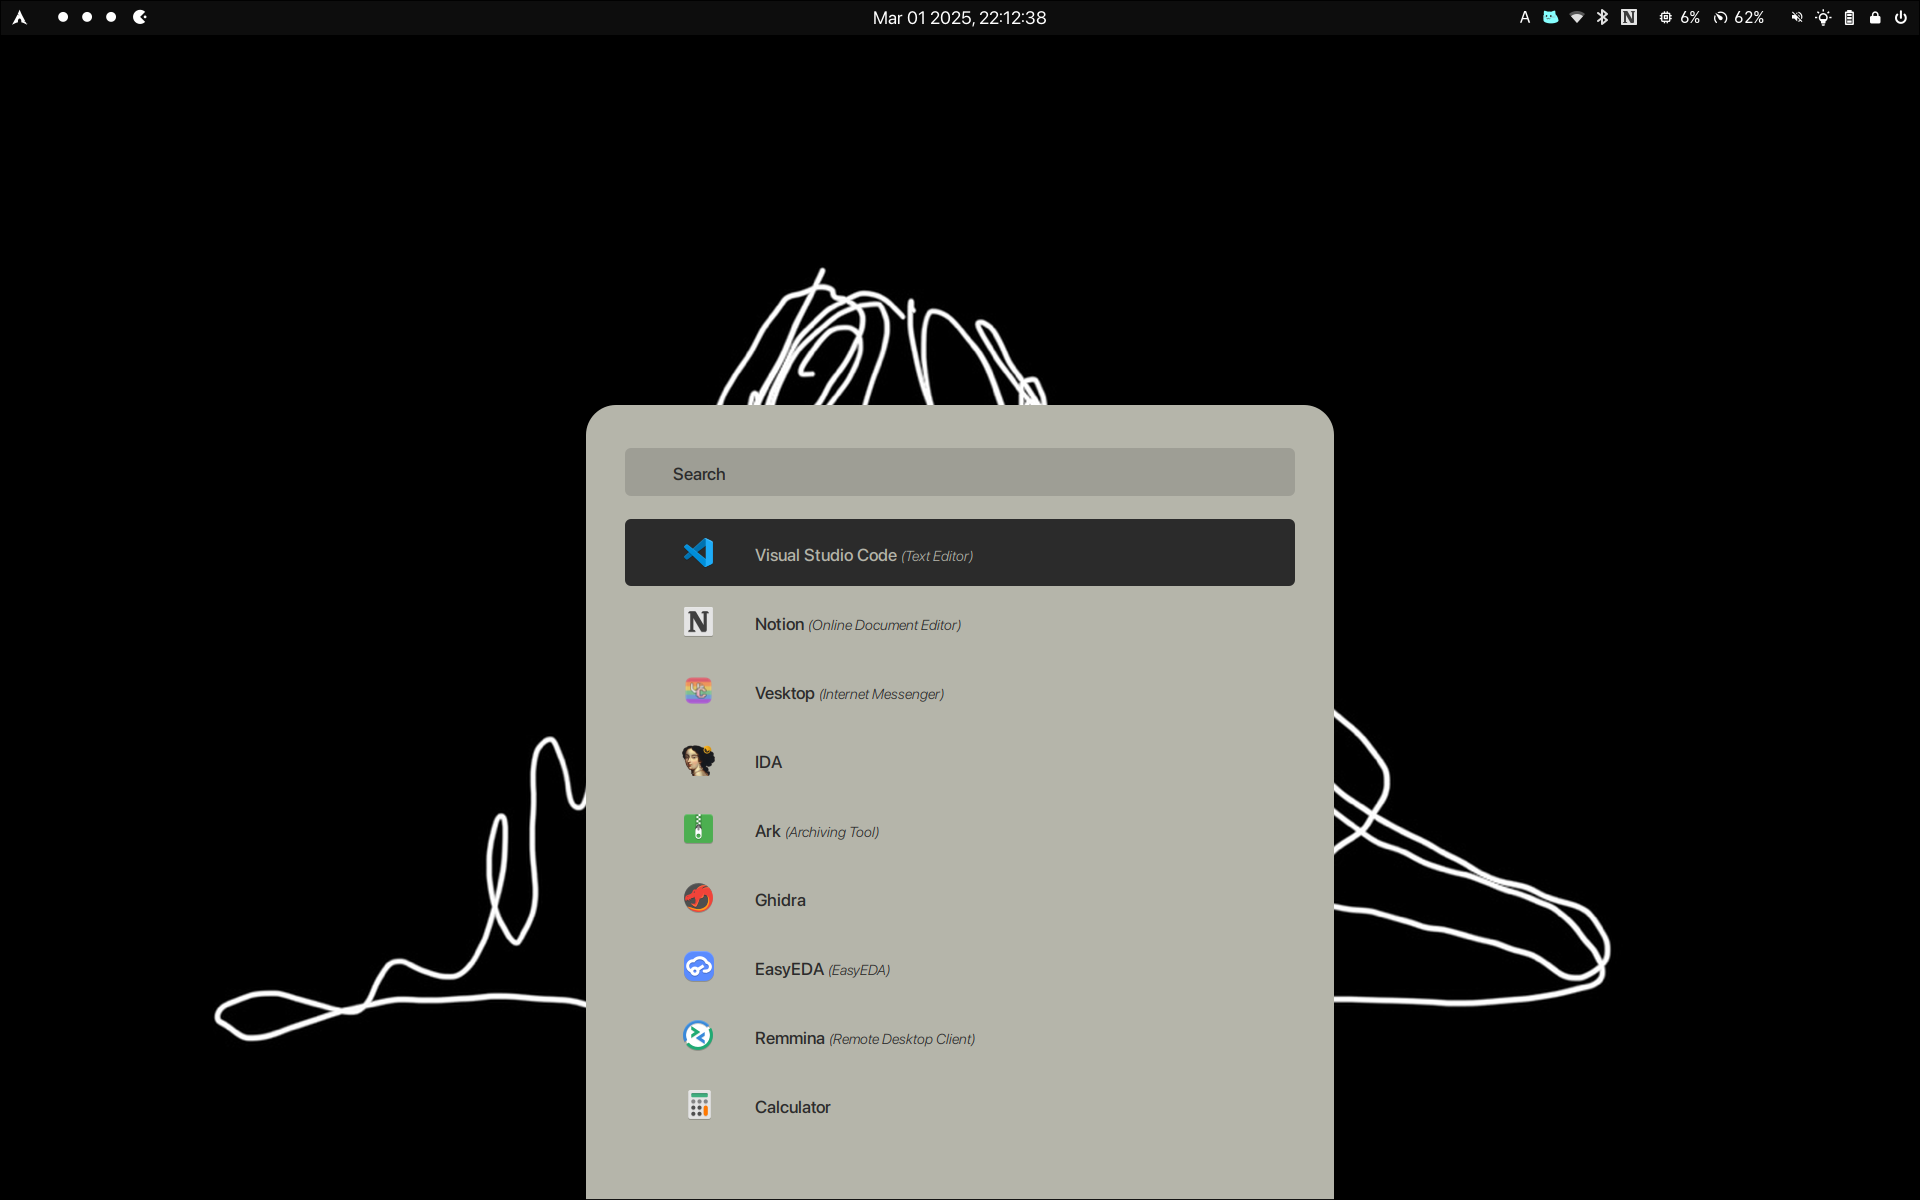 Mar 01 2025, 22:12:38
A N 6% 62%
Search
Visual Studio Code (Text Editor)
N
Notion (Online Document Editor)
Vesktop (Internet Messenger)
IDA
Ark (Archiving Tool)
Ghidra
EasyEDA (EasyEDA)
Remmina (Remote Desktop Client)
Calculator